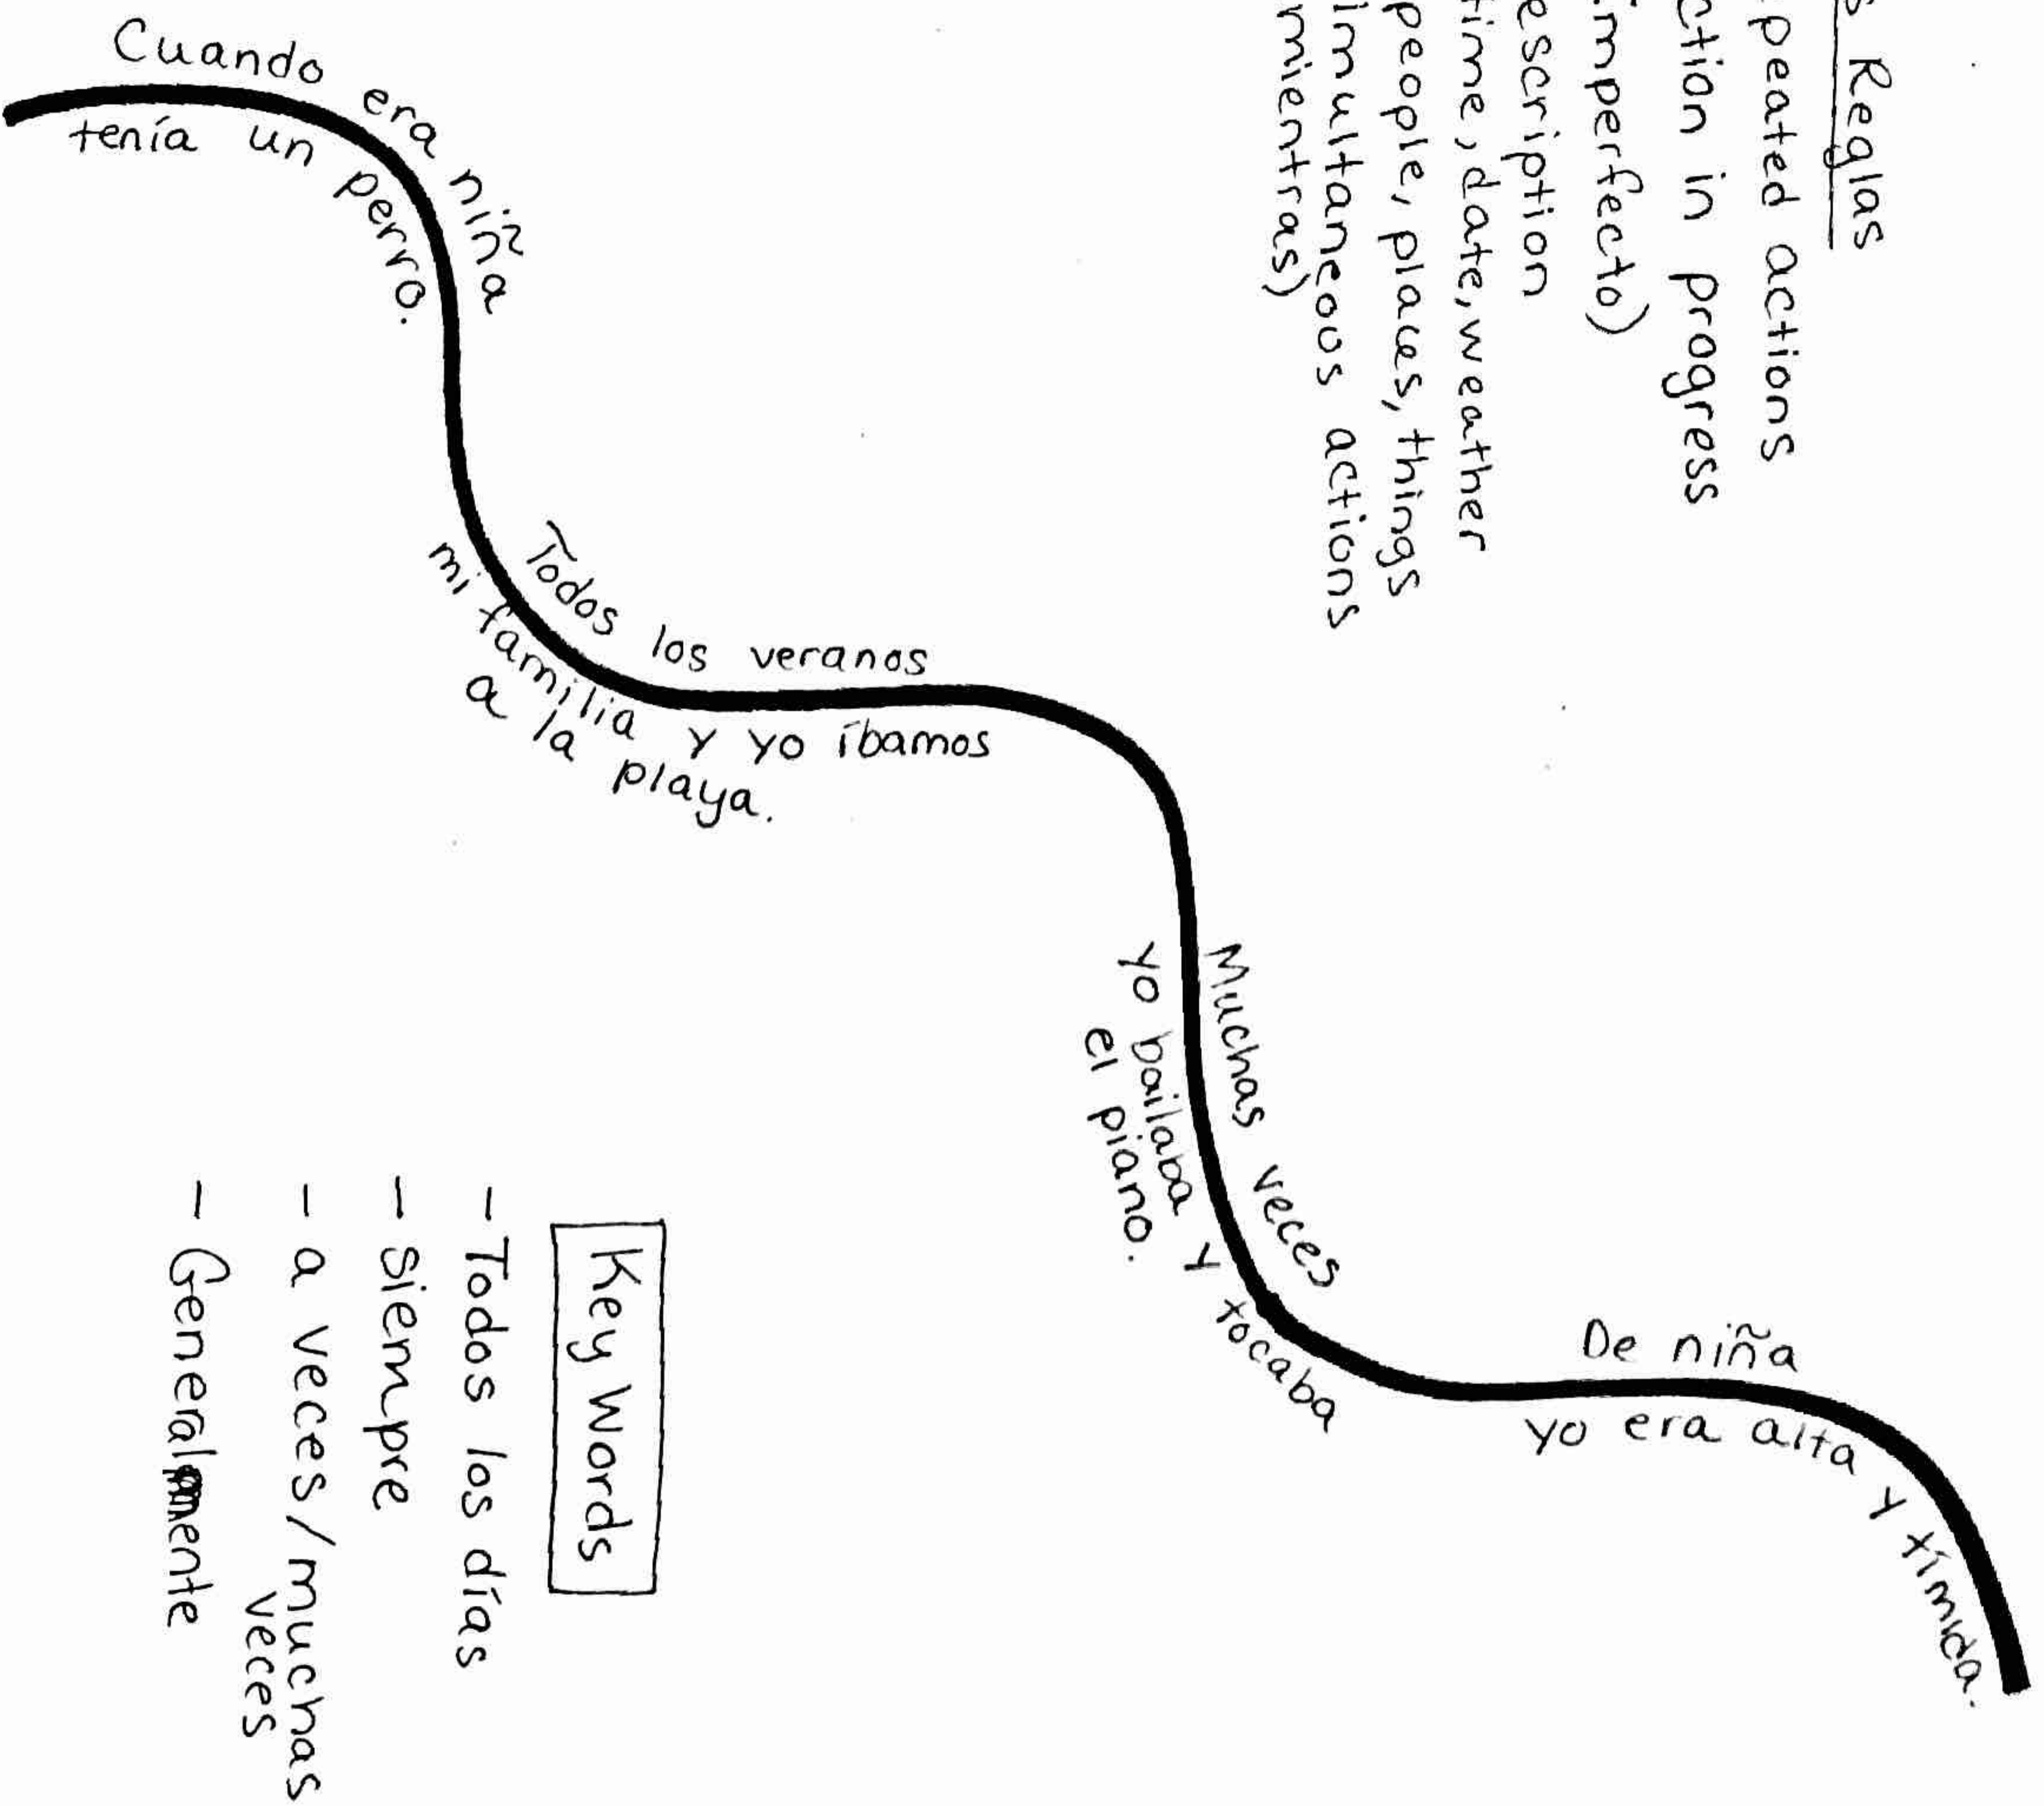 s Reglas
peated actions
ction in progress
imperfecto)
escription
time, date, weather
people, places, things
imultaneous actions
mientras)
Cuando era niña
tenía un perro.
Todos los veranos
mi familia y yo íbamos
a la playa.
Muchas veces
yo bailaba y tocaba
el piano.
De niña
yo era alta y tímida.
Key Words
- Todos los días
- Siempre
- a veces/muchas
veces
- Generalmente